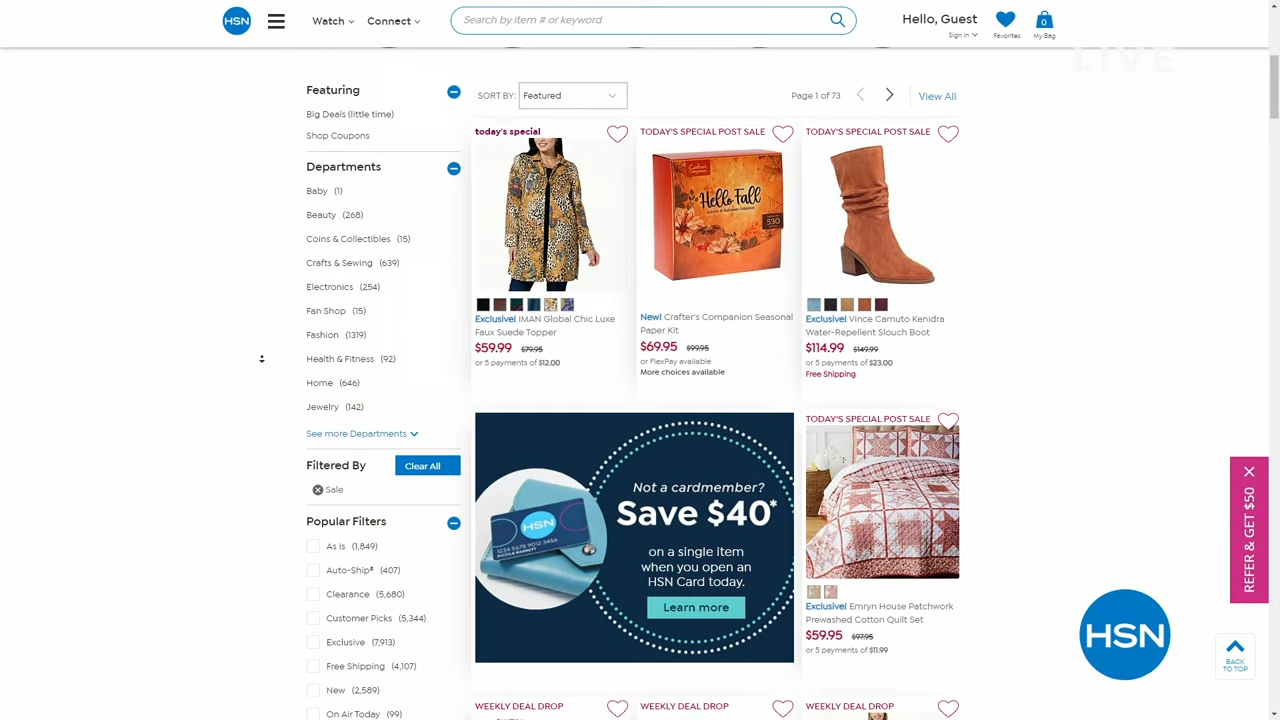 HSN
Watch
Connect
Search by item # or keyword
Hello, Guest
Sign In
Favorites
0
My Bag
LIVE
Featuring
Big Deals (little time)
Shop Coupons
Departments
Baby (1)
Beauty (268)
Coins & Collectibles (15)
Crafts & Sewing (639)
Electronics (254)
Fan Shop (15)
Fashion (1319)
Health & Fitness (92)
Home (646)
Jewelry (142)
See more Departments
Filtered By
Clear All
Sale
Popular Filters
As Is (1,849)
Auto-Ship® (407)
Clearance (5,680)
Customer Picks (5,344)
Exclusive (7,913)
Free Shipping (4,107)
New (2,589)
On Air Today (99)
SORT BY: Featured
Page 1 of 73
View All
today's special
Exclusive! IMAN Global Chic Luxe
Faux Suede Topper
$59.99 $79.95
or 5 payments of $12.00
TODAY'S SPECIAL POST SALE
Crafter's
Companion
Hello Fall
530
New! Crafter's Companion Seasonal
Paper Kit
$69.95 $99.95
or FlexPay available
More choices available
TODAY'S SPECIAL POST SALE
Exclusive! Vince Camuto Kenidra
Water-Repellent Slouch Boot
$114.99 $149.99
or 5 payments of $23.00
Free Shipping
HSN
1234 5678 9012 3456
NICOLE BARNETT
Not a cardmember?
Save $40*
on a single item
when you open an
HSN Card today.
Learn more
TODAY'S SPECIAL POST SALE
Exclusive! Emryn House Patchwork
Prewashed Cotton Quilt Set
$59.95 $97.95
or 5 payments of $11.99
WEEKLY DEAL DROP
WEEKLY DEAL DROP
WEEKLY DEAL DROP
REFER & GET $50
HSN
BACK
TO TOP